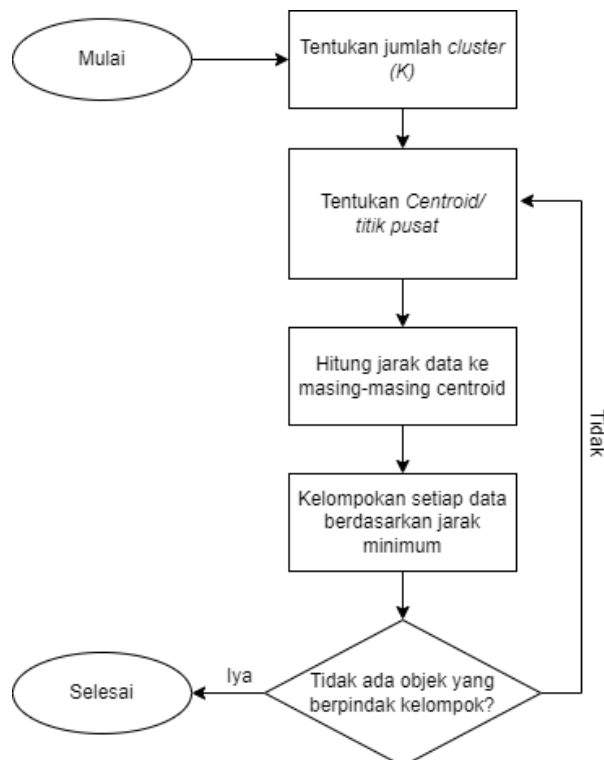 Mulai
Tentukan jumlah cluster
(K)
Tentukan Centroid/
titik pusat
Hitung jarak data ke
masing-masing centroid
Kelompokan setiap data
berdasarkan jarak
minimum
Tidak ada objek yang
berpindak kelompok?
Iya
Selesai
Tidak